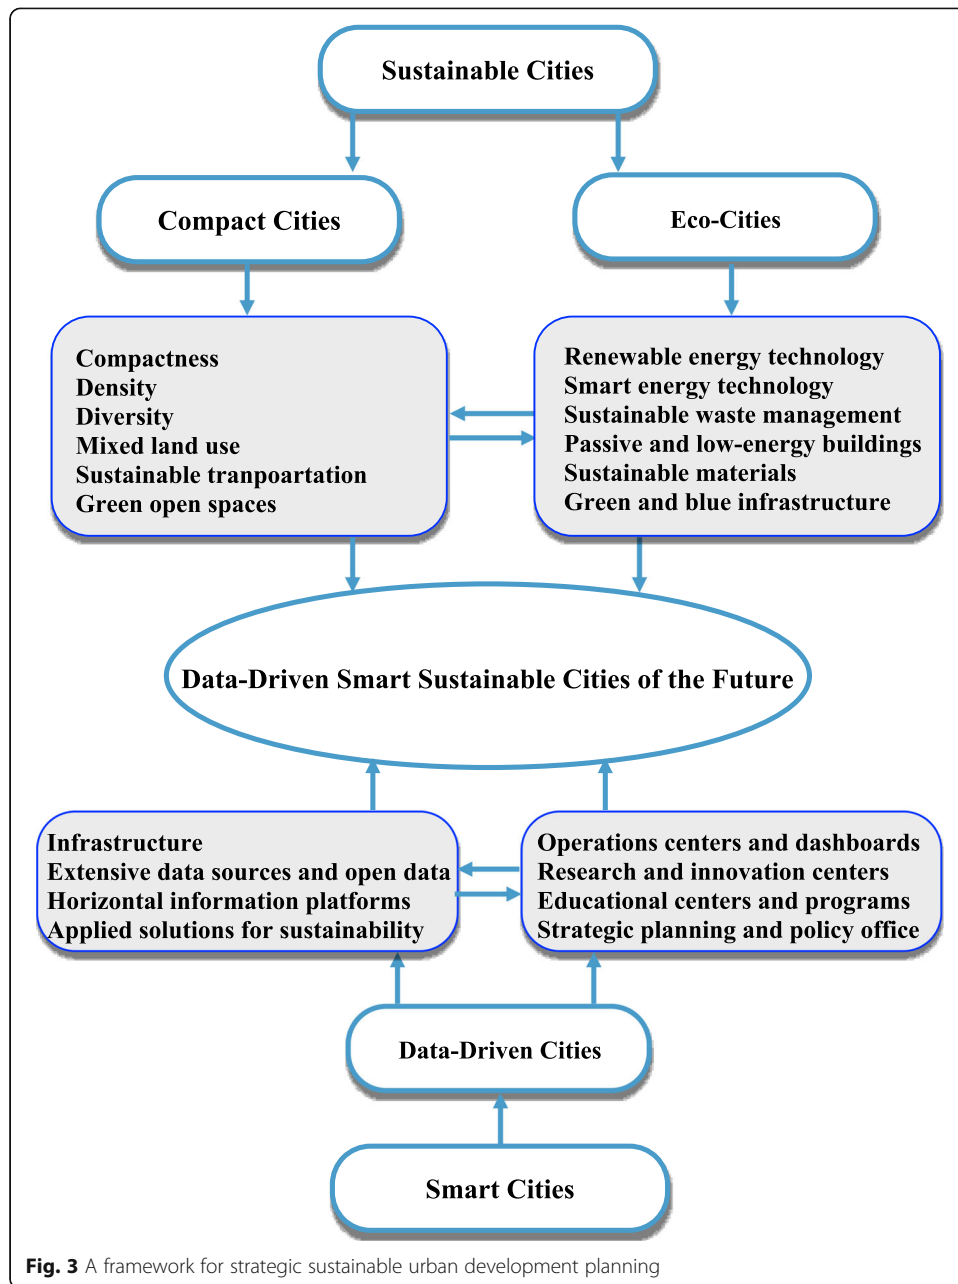 Sustainable Cities
Compact Cities
Eco-Cities
Compactness
Density
Diversity
Mixed land use
Sustainable tranpoartation
Green open spaces
Renewable energy technology
Smart energy technology
Sustainable waste management
Passive and low-energy buildings
Sustainable materials
Green and blue infrastructure
Data-Driven Smart Sustainable Cities of the Future
Infrastructure
Extensive data sources and open data
Horizontal information platforms
Applied solutions for sustainability
Operations centers and dashboards
Research and innovation centers
Educational centers and programs
Strategic planning and policy office
Data-Driven Cities
Smart Cities
Fig. 3 A framework for strategic sustainable urban development planning